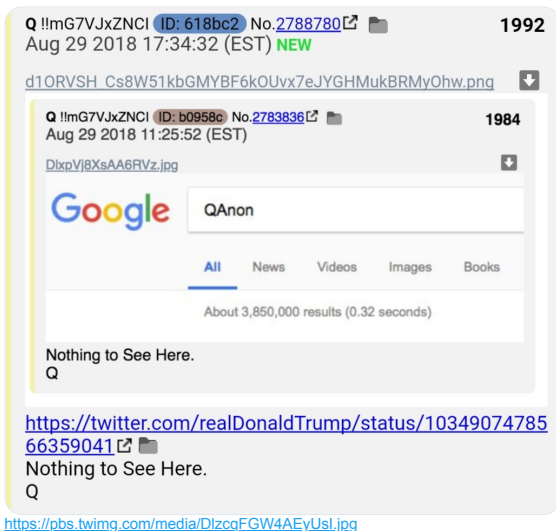 Q !!mG7VJxZNCI ID: 618bc2 No.2788780 1992
Aug 29 2018 17:34:32 (EST) NEW
d1ORVSH_Cs8W51kbGMYBF6kOUvx7eJYGHMukBRMyOhw.png
Q !!mG7VJxZNCI ID: b0958c No.2783836 1984
Aug 29 2018 11:25:52 (EST)
DlxpVj8XsAA6RVz.jpg
Google QAnon
All News Videos Images Books
About 3,850,000 results (0.32 seconds)
Nothing to See Here.
Q
https://twitter.com/realDonaldTrump/status/10349074785
66359041
Nothing to See Here.
Q
https://pbs.twimg.com/media/DlzcqFGW4AEyUsI.jpg